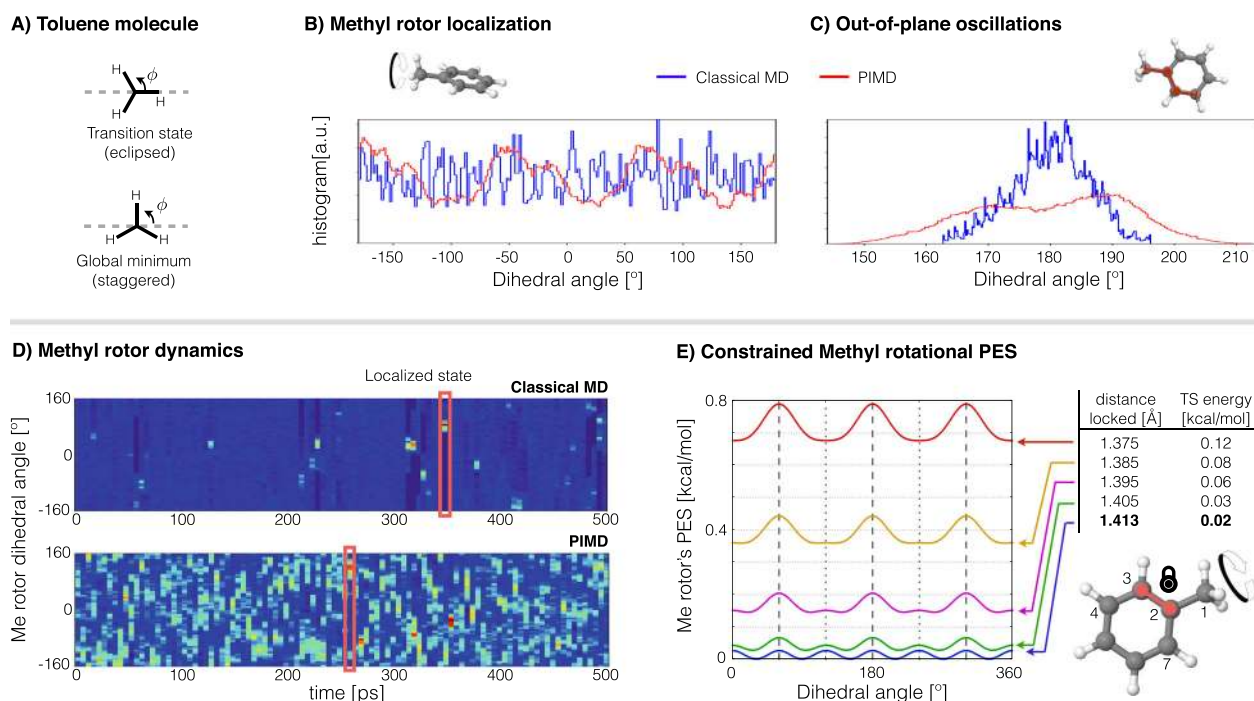 A) Toluene molecule
H
ϕ
H
H
Transition state
(eclipsed)
H
ϕ
H
H
Global minimum
(staggered)
B) Methyl rotor localization
C) Out-of-plane oscillations
Classical MD
PIMD
histogram[a.u.]
-150
-100
-50
0
50
100
150
Dihedral angle [°]
140
150
160
170
180
190
200
210
Dihedral angle [°]
D) Methyl rotor dynamics
Localized state
Classical MD
Me rotor dihedral angle [°]
160
0
-160
0
100
200
300
400
500
PIMD
160
0
-160
0
100
200
300
400
500
time [ps]
E) Constrained Methyl rotational PES
Me rotor's PES [kcal/mol]
0.8
0.4
0
0
180
360
Dihedral angle [°]
distance locked [Å] TS energy [kcal/mol]
1.375 0.12
1.385 0.08
1.395 0.06
1.405 0.03
1.413 0.02
3
4
2
1
7